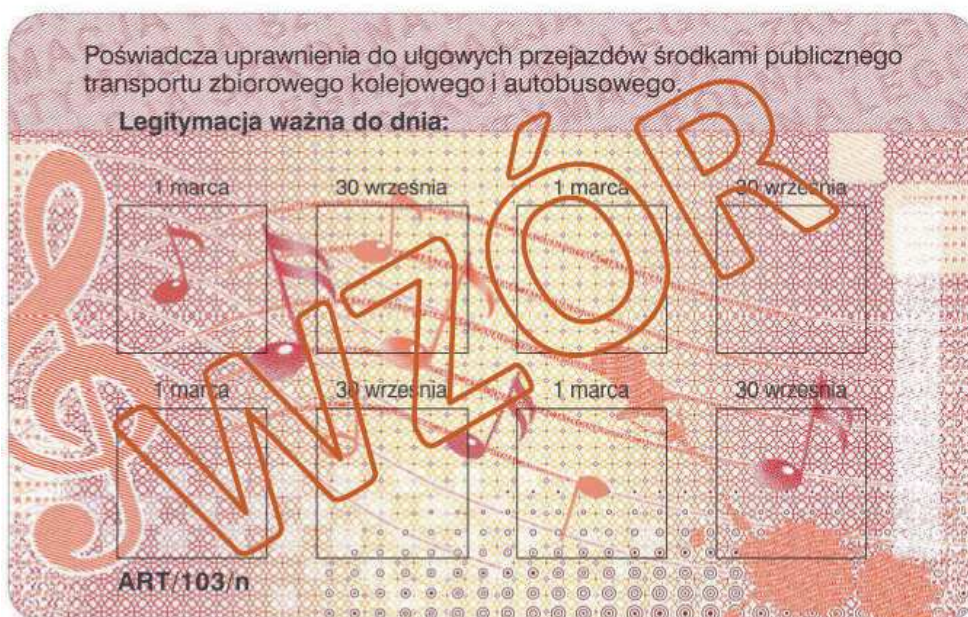 Poświadcza uprawnienia do ulgowych przejazdów środkami publicznego
transportu zbiorowego kolejowego i autobusowego.
Legitymacja ważna do dnia:
1 marca 30 września 1 marca 30 września
1 marca 30 września 1 marca 30 września
WZÓR
ART/103/n